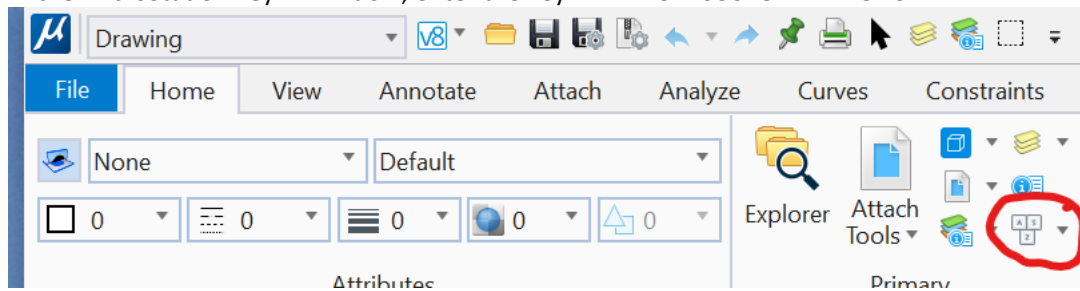 Drawing
V8
File Home View Annotate Attach Analyze Curves Constraints
None Default
0 0 0 0 0
Explorer Attach Tools
A S
Z
Attributes Primary